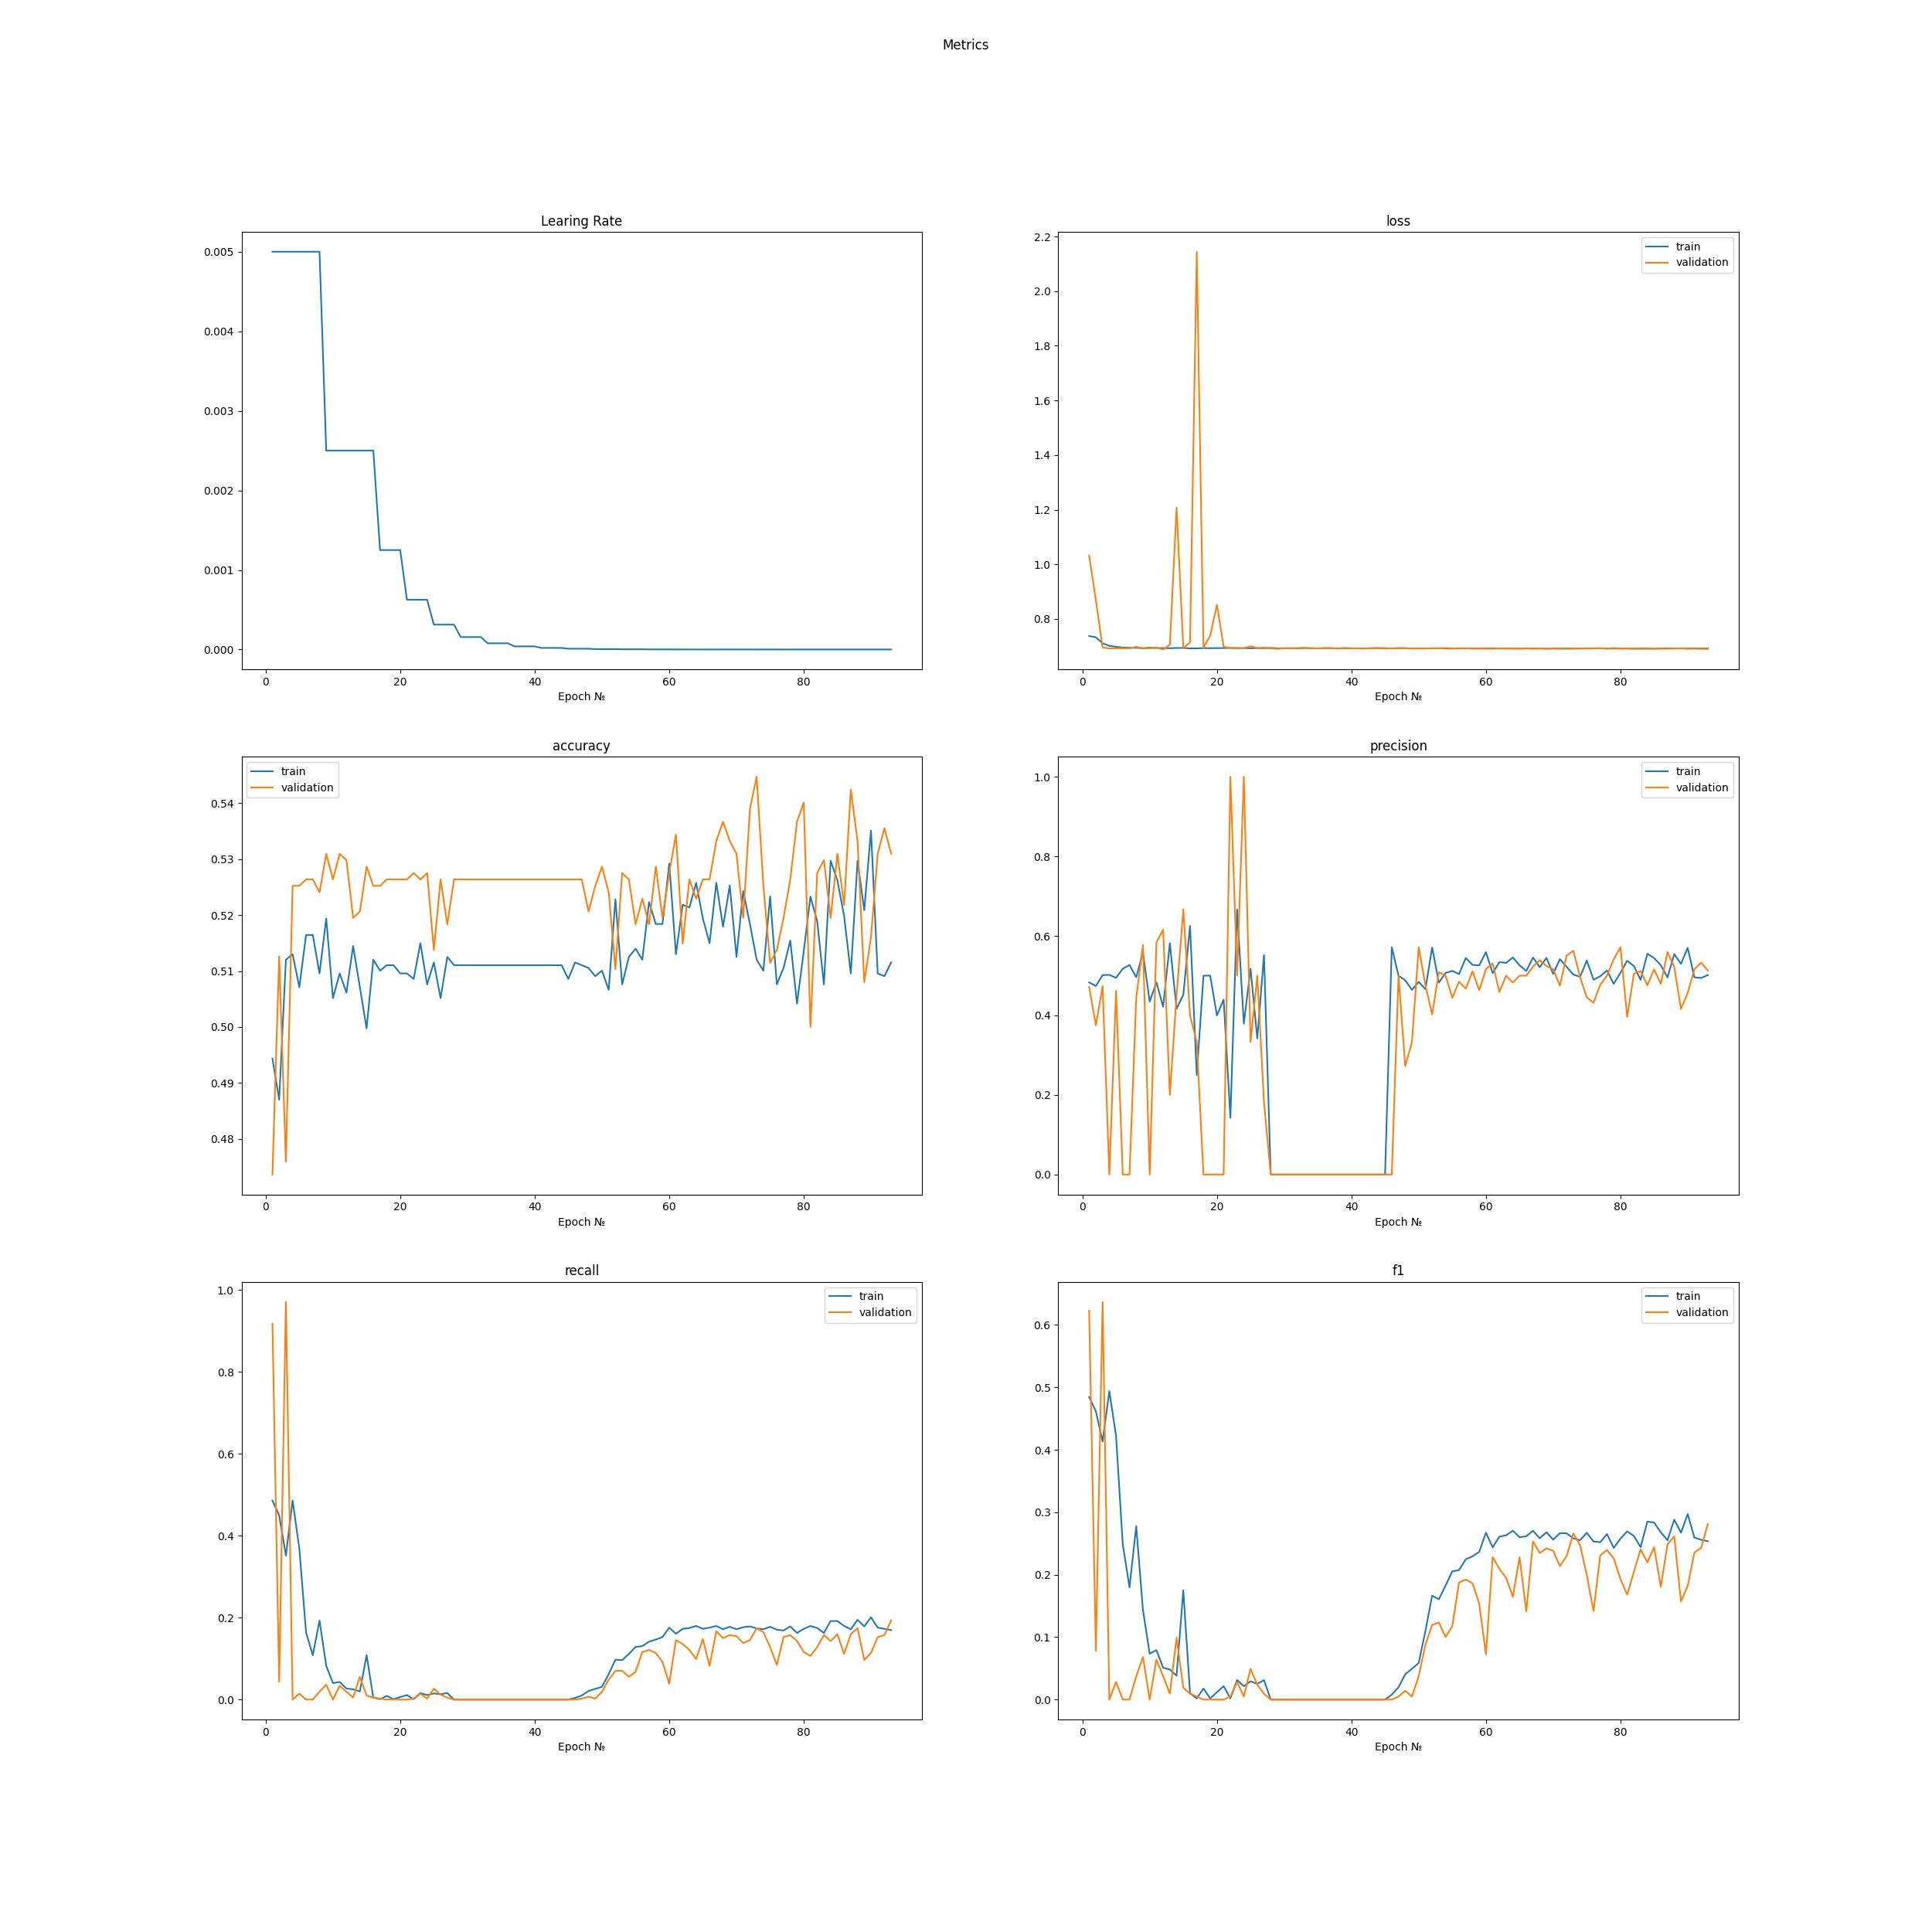 Metrics
Learing Rate
0.005
0.004
0.003
0.002
0.001
0.000
0 20 40 60 80
Epoch №
loss
2.2
2.0
1.8
1.6
1.4
1.2
1.0
0.8
train
validation
0 20 40 60 80
Epoch №
accuracy
train
validation
0.54
0.53
0.52
0.51
0.50
0.49
0.48
0 20 40 60 80
Epoch №
precision
1.0
0.8
0.6
0.4
0.2
0.0
train
validation
0 20 40 60 80
Epoch №
recall
1.0
0.8
0.6
0.4
0.2
0.0
train
validation
0 20 40 60 80
Epoch №
f1
0.6
0.5
0.4
0.3
0.2
0.1
0.0
train
validation
0 20 40 60 80
Epoch №